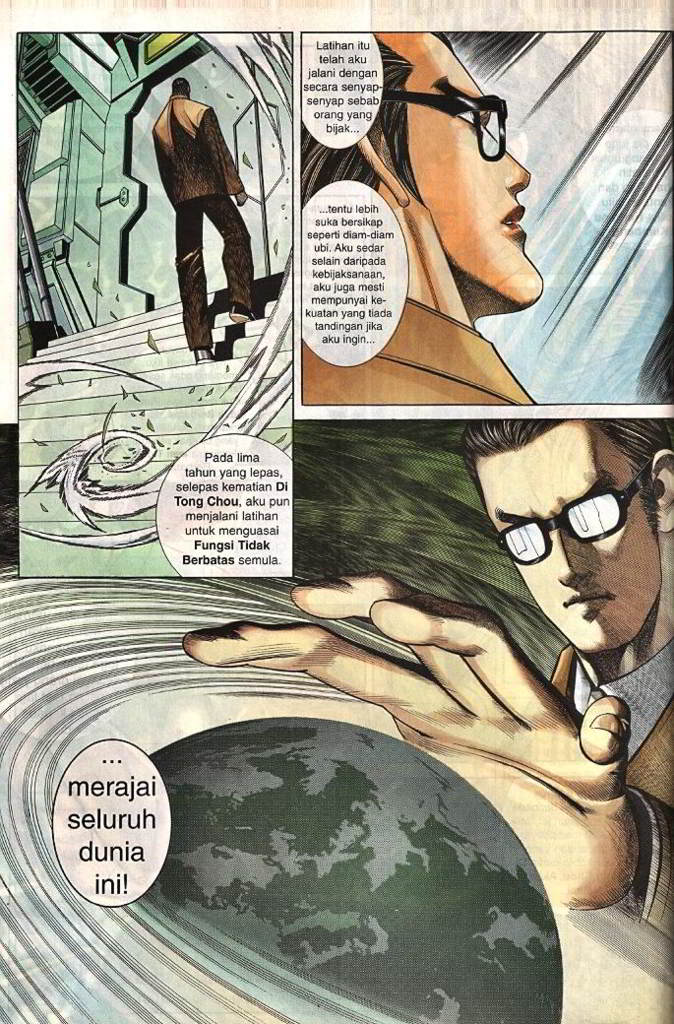 Pada lima
tahun yang lepas,
selepas kematian Di
Tong Chou, aku pun
menjalani latihan
untuk menguasai
Fungsi Tidak
Berbatas semula.
Latihan itu
telah aku
jalani dengan
secara senyap-
senyap sebab
orang yang
bijak...
...tentu lebih
suka bersikap
seperti diam-diam
ubi. Aku sedar
selain daripada
kebijaksanaan,
aku juga mesti
mempunyai ke-
kuatan yang tiada
tandingan jika
aku ingin...
...
merajai
seluruh
dunia
ini!